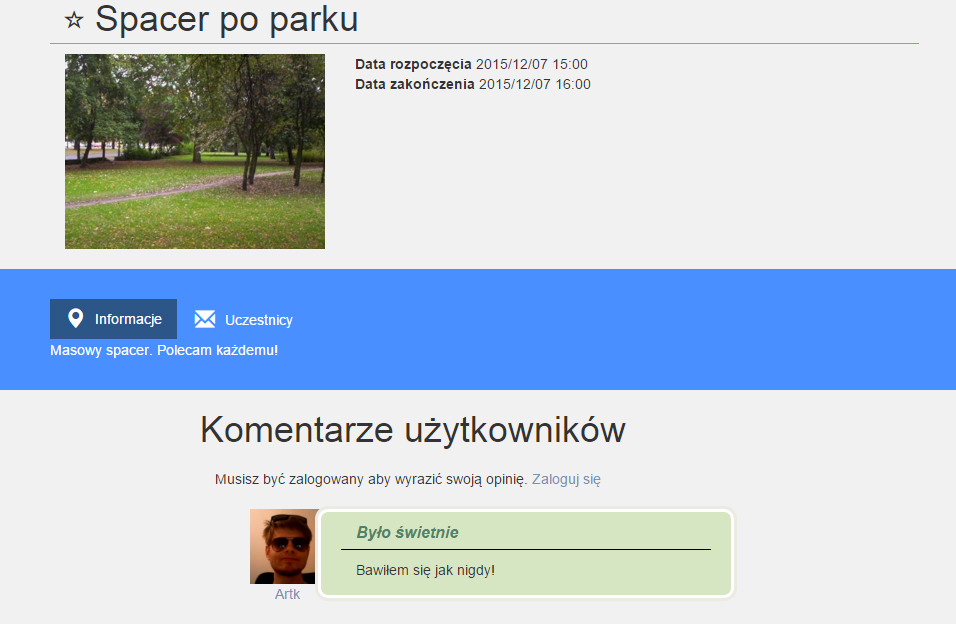 Spacer po parku
Data rozpoczęcia 2015/12/07 15:00
Data zakończenia 2015/12/07 16:00
Informacje
Uczestnicy
Masowy spacer. Polecam każdemu!
Komentarze użytkowników
Musisz być zalogowany aby wyrazić swoją opinię. Zaloguj się
Było świetnie
Bawiłem się jak nigdy!
Artk